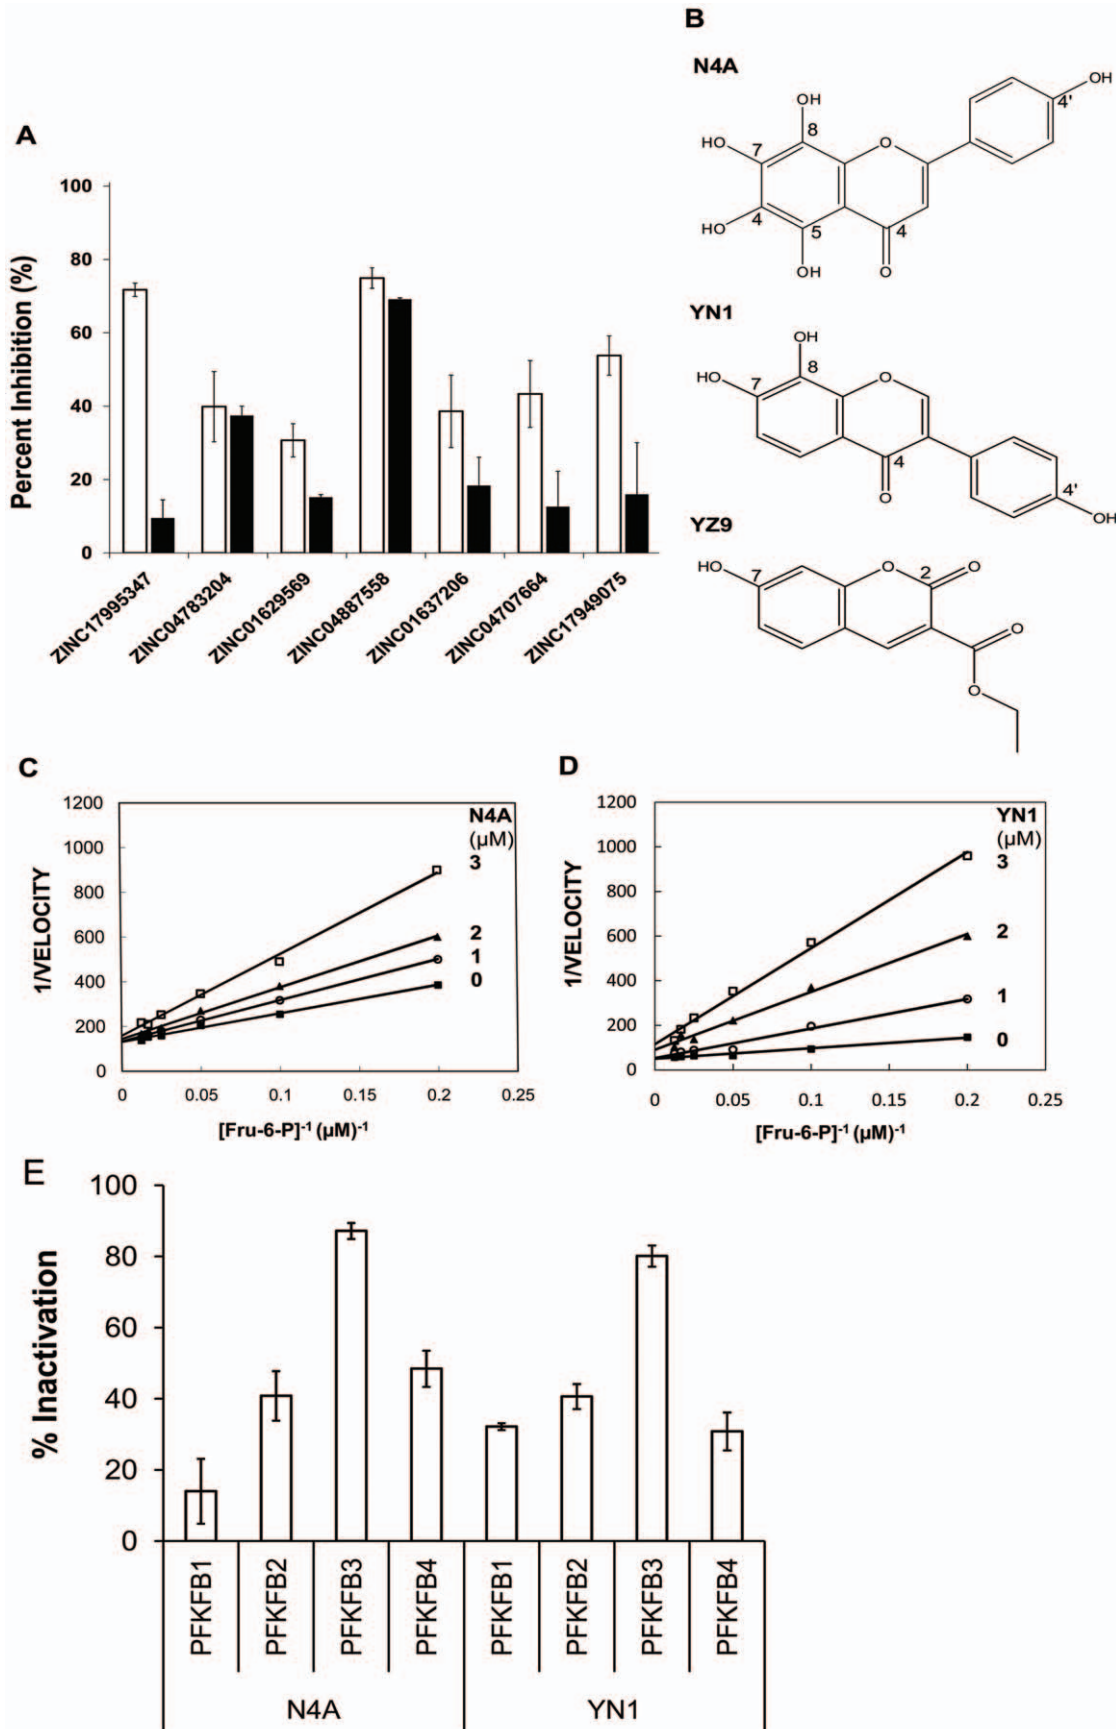 A
Percent Inhibition (%)
100
80
60
40
20
0
ZINC17995347
ZINC04783204
ZINC01629569
ZINC04887558
ZINC01637206
ZINC04707664
ZINC17949075
B
N4A
OH
4'
OH
8
O
HO
7
HO
4
5
4
OH
O
YN1
OH
8
HO
7
O
4
O
4'
OH
YZ9
HO
7
O
2
O
O
O
C
1/VELOCITY
1200
1000
800
600
400
200
0
0 0.05 0.1 0.15 0.2 0.25
[Fru-6-P]-1 (µM)-1
N4A
(µM)
3
2
1
0
D
1/VELOCITY
1200
1000
800
600
400
200
0
0 0.05 0.1 0.15 0.2 0.25
[Fru-6-P]-1 (µM)-1
YN1
(µM)
3
2
1
0
E
% Inactivation
100
80
60
40
20
0
PFKFB1
PFKFB2
PFKFB3
PFKFB4
PFKFB1
PFKFB2
PFKFB3
PFKFB4
N4A YN1